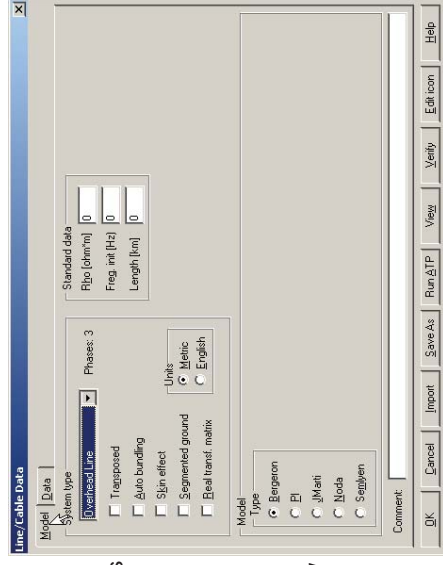 Line/Cable Data
Model Data
System type
Overhead Line Phases: 3
Transposed
Auto bundling
Skin effect
Segmented ground
Real transf. matrix
Units
Metric
English
Standard data
Rho [ohm*m] 0
Freq. init [Hz] 0
Length [km] 0
Model
Type
Bergeron
PI
JMarti
Noda
Semlyen
Comment:
OK Cancel Import Save As Run ATP View Verify Edit icon Help